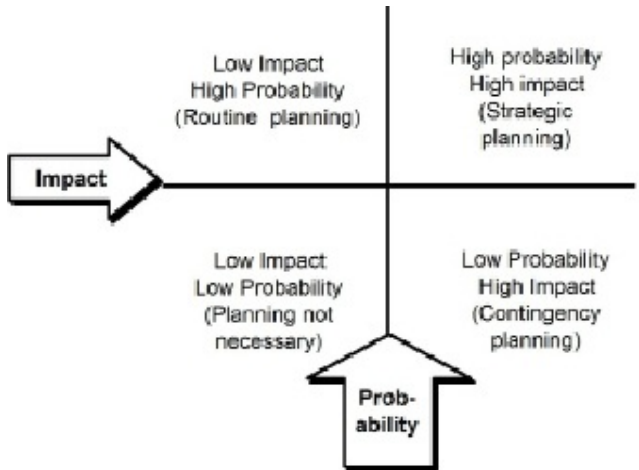 Low Impact
High Probability
(Routine planning)
High probability
High impact
(Strategic
planning)
Impact
Low Impact
Low Probability
(Planning not
necessary)
Low Probability
High Impact
(Contingency
planning)
Prob-
ability